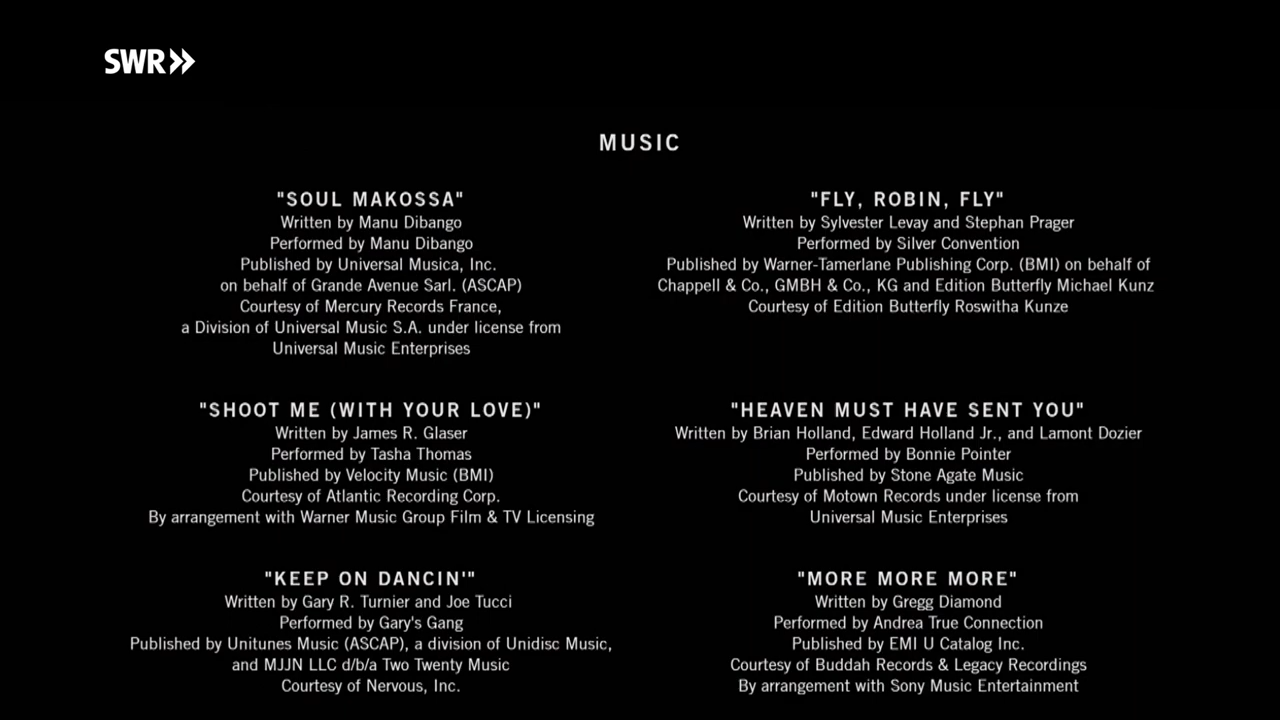 SWR
MUSIC
"SOUL MAKOSSA"
Written by Manu Dibango
Performed by Manu Dibango
Published by Universal Musica, Inc.
on behalf of Grande Avenue Sarl. (ASCAP)
Courtesy of Mercury Records France,
a Division of Universal Music S.A. under license from
Universal Music Enterprises
"FLY, ROBIN, FLY"
Written by Sylvester Levay and Stephan Prager
Performed by Silver Convention
Published by Warner-Tamerlane Publishing Corp. (BMI) on behalf of
Chappell & Co., GMBH & Co., KG and Edition Butterfly Michael Kunz
Courtesy of Edition Butterfly Roswitha Kunze
"SHOOT ME (WITH YOUR LOVE)"
Written by James R. Glaser
Performed by Tasha Thomas
Published by Velocity Music (BMI)
Courtesy of Atlantic Recording Corp.
By arrangement with Warner Music Group Film & TV Licensing
"HEAVEN MUST HAVE SENT YOU"
Written by Brian Holland, Edward Holland Jr., and Lamont Dozier
Performed by Bonnie Pointer
Published by Stone Agate Music
Courtesy of Motown Records under license from
Universal Music Enterprises
"KEEP ON DANCIN'"
Written by Gary R. Turnier and Joe Tucci
Performed by Gary's Gang
Published by Unitunes Music (ASCAP), a division of Unidisc Music,
and MJJN LLC d/b/a Two Twenty Music
Courtesy of Nervous, Inc.
"MORE MORE MORE"
Written by Gregg Diamond
Performed by Andrea True Connection
Published by EMI U Catalog Inc.
Courtesy of Buddah Records & Legacy Recordings
By arrangement with Sony Music Entertainment